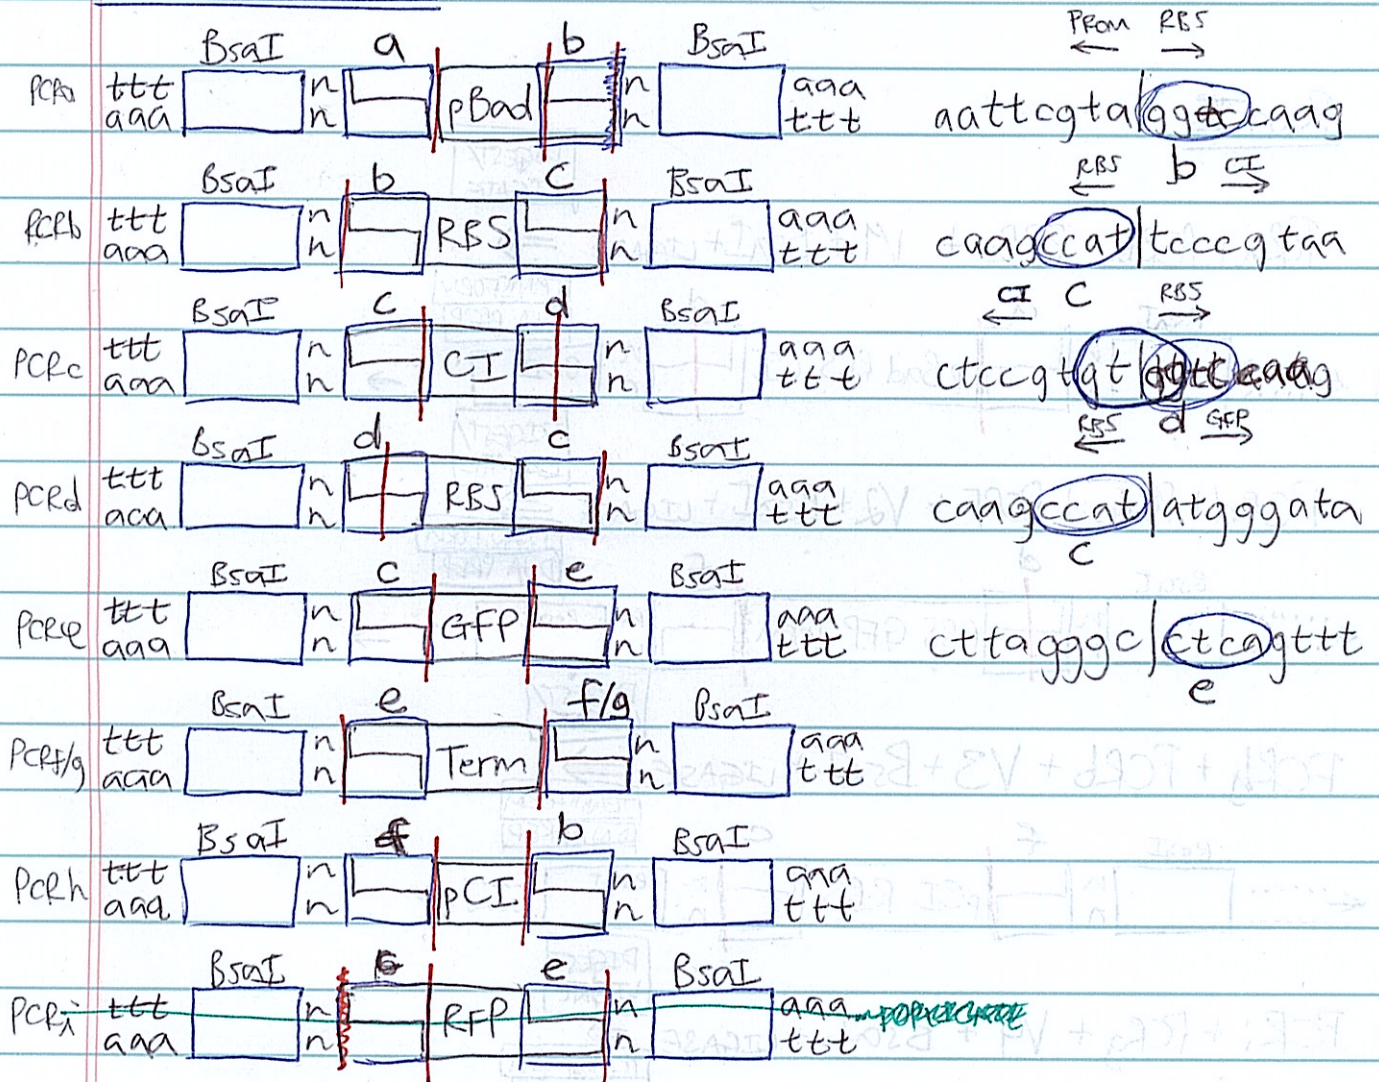 BsaI a b BsaI PROM RBS
PCRa ttt n pBad n aaa aattcgta|ggtccaag
aaa n n ttt b
BsaI b c BsaI RBS CI
PCRb ttt n RBS n aaa caagccat|tcccgtaa
aaa n n ttt c
BsaI c d BsaI CI RBS
PCRc ttt n CI n aaa ctccgtgt|
aaa n n ttt d
BsaI d c BsaI RBS GFP
PCRd ttt n RBS n aaa caagccat|atgggata
aaa n n ttt c
BsaI c e BsaI
PCRe ttt n GFP n aaa cttagggc|ctcagttt
aaa n n ttt e
BsaI e f/g BsaI
PCRf/g ttt n Term n aaa
aaa n n ttt
BsaI f b BsaI
PCRh ttt n pCI n aaa
aaa n n ttt
BsaI c e BsaI
PCRi ttt n RFP n aaa
aaa n n ttt